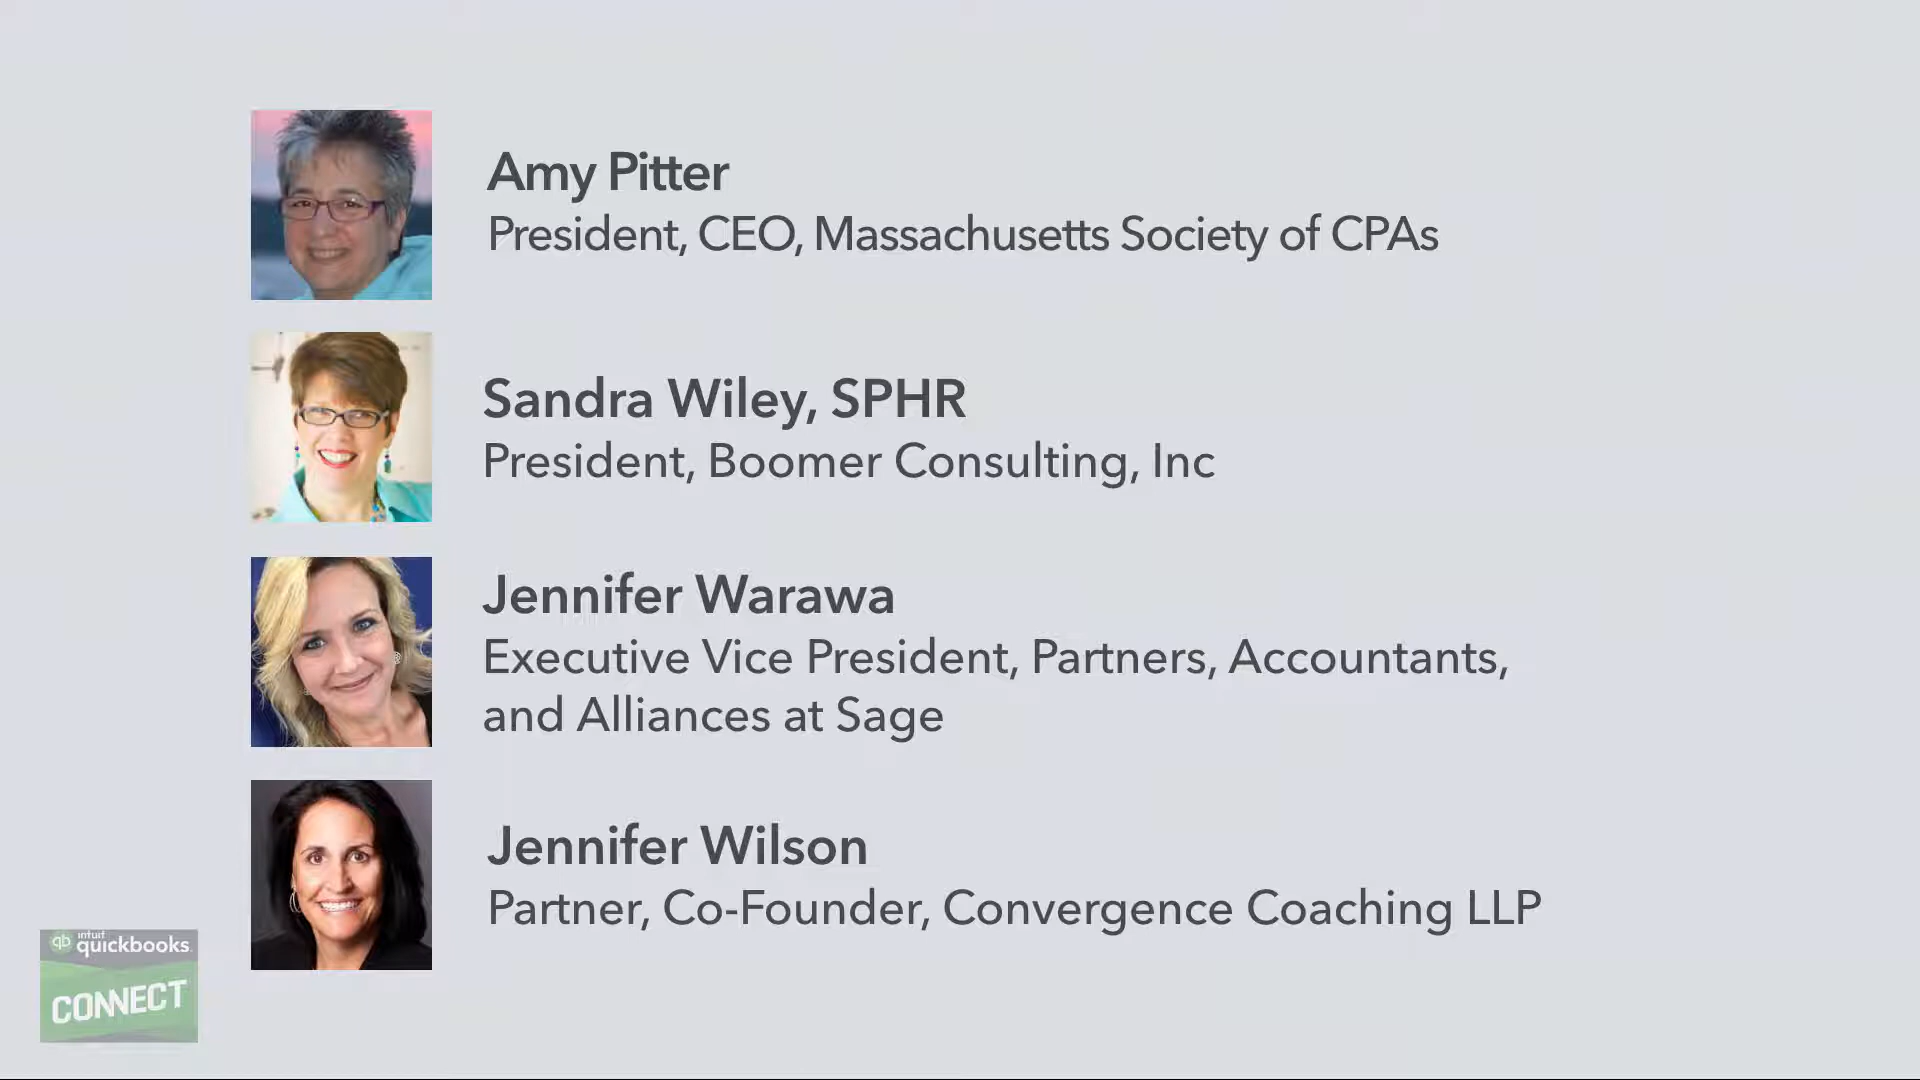 Amy Pitter
President, CEO, Massachusetts Society of CPAs
Sandra Wiley, SPHR
President, Boomer Consulting, Inc
Jennifer Warawa
Executive Vice President, Partners, Accountants,
and Alliances at Sage
Jennifer Wilson
Partner, Co-Founder, Convergence Coaching LLP
qb intuit
quickbooks.
CONNECT